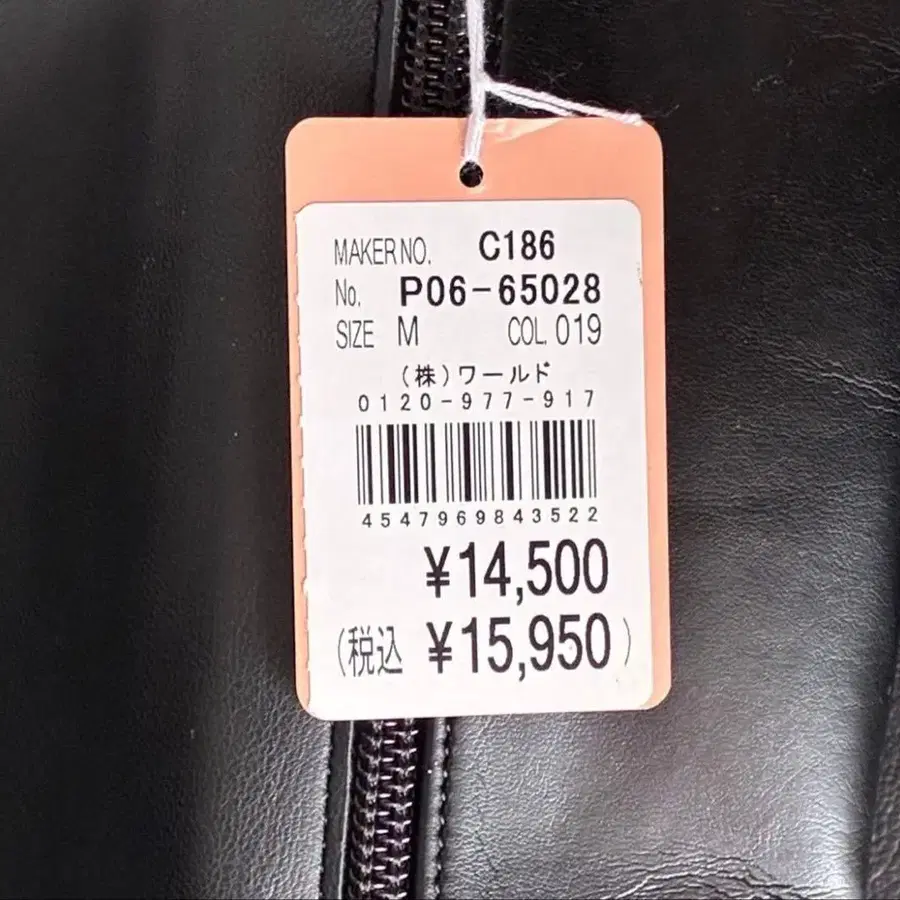 MAKER NO. C186
No. P06-65028
SIZE M COL. 019
(株)ワールド
0120-977-917
4547969843522
¥14,500
(税込 ¥15,950)